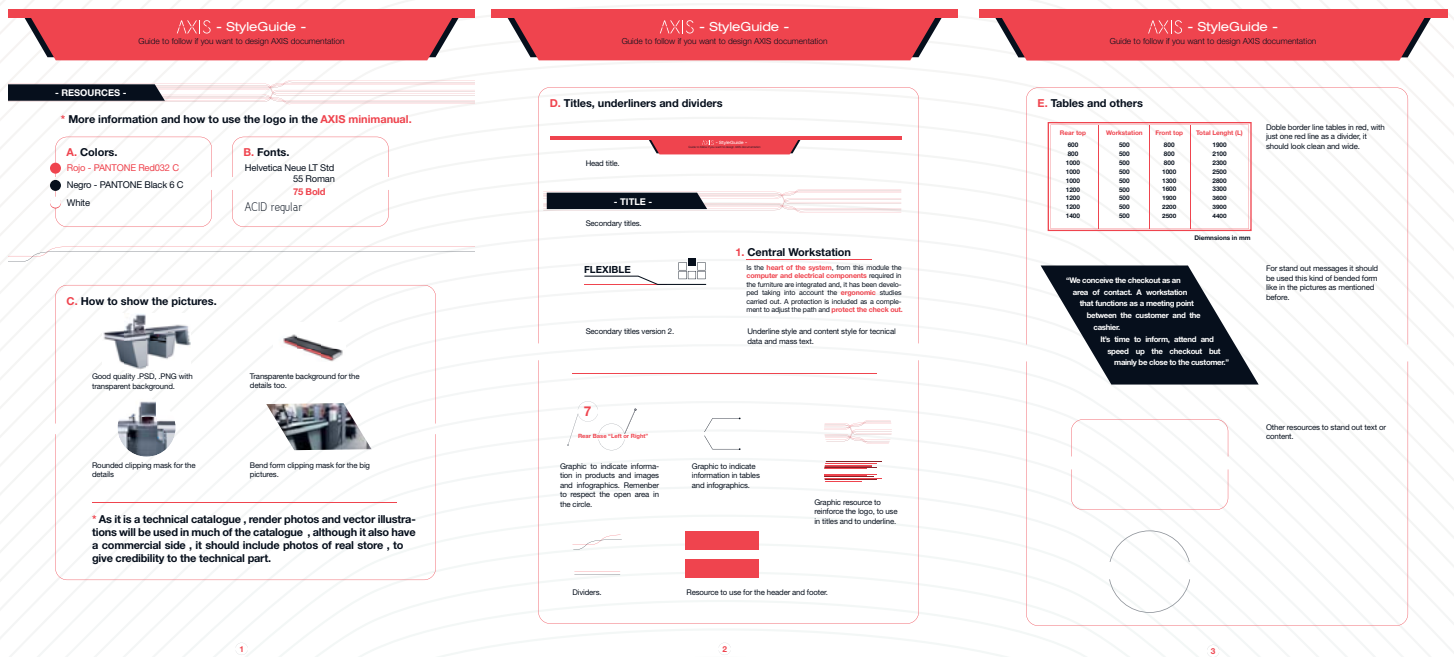 AXIS - StyleGuide -
Guide to follow if you want to design AXIS documentation
- RESOURCES -
* More information and how to use the logo in the AXIS minimanual.
A. Colors.
Rojo - PANTONE Red032 C
Negro - PANTONE Black 6 C
White
B. Fonts.
Helvetica Neue LT Std
55 Roman
75 Bold
ACID regular
C. How to show the pictures.
Good quality .PSD, .PNG with
transparent background.
Transparente background for the
details too.
Rounded clipping mask for the
details
Bend form clipping mask for the big
pictures.
* As it is a technical catalogue , render photos and vector illustra-
tions will be used in much of the catalogue , although it also have
a commercial side , it should include photos of real store , to
give credibility to the technical part.
1
AXIS - StyleGuide -
Guide to follow if you want to design AXIS documentation
D. Titles, underliners and dividers
AXIS - StyleGuide -
Guide to follow if you want to design AXIS documentation
Head title.
- TITLE -
Secondary titles.
FLEXIBLE
Secondary titles version 2.
1. Central Workstation
Is the heart of the system, from this module the
computer and electrical components required in
the furniture are integrated and, it has been develo-
ped taking into account the ergonomic studies
carried out. A protection is included as a comple-
ment to adjust the path and protect the check out.
Underline style and content style for tecnical
data and mass text.
7
Rear Base "Left or Right"
Graphic to indicate informa-
tion in products and images
and infographics. Remember
to respect the open area in
the circle.
Graphic to indicate
information in tables
and infographics.
Graphic resource to
reinforce the logo, to use
in titles and to underline.
Dividers.
Resource to use for the header and footer.
2
AXIS - StyleGuide -
Guide to follow if you want to design AXIS documentation
E. Tables and others
Rear top Workstation Front top Total Lenght (L)
600 500 800 1900
800 500 800 2100
1000 500 800 2300
1000 500 1000 2500
1000 500 1300 2800
1200 500 1600 3300
1200 500 1900 3600
1200 500 2200 3900
1400 500 2500 4400
Diemnsions in mm
Doble border line tables in red, with
just one red line as a divider, it
should look clean and wide.
“We conceive the checkout as an
area of contact. A workstation
that functions as a meeting point
between the customer and the
cashier.
It's time to inform, attend and
speed up the checkout but
mainly be close to the customer.”
For stand out messages it should
be used this kind of bended form
like in the pictures as mentioned
before.
Other resources to stand out text or
content.
3